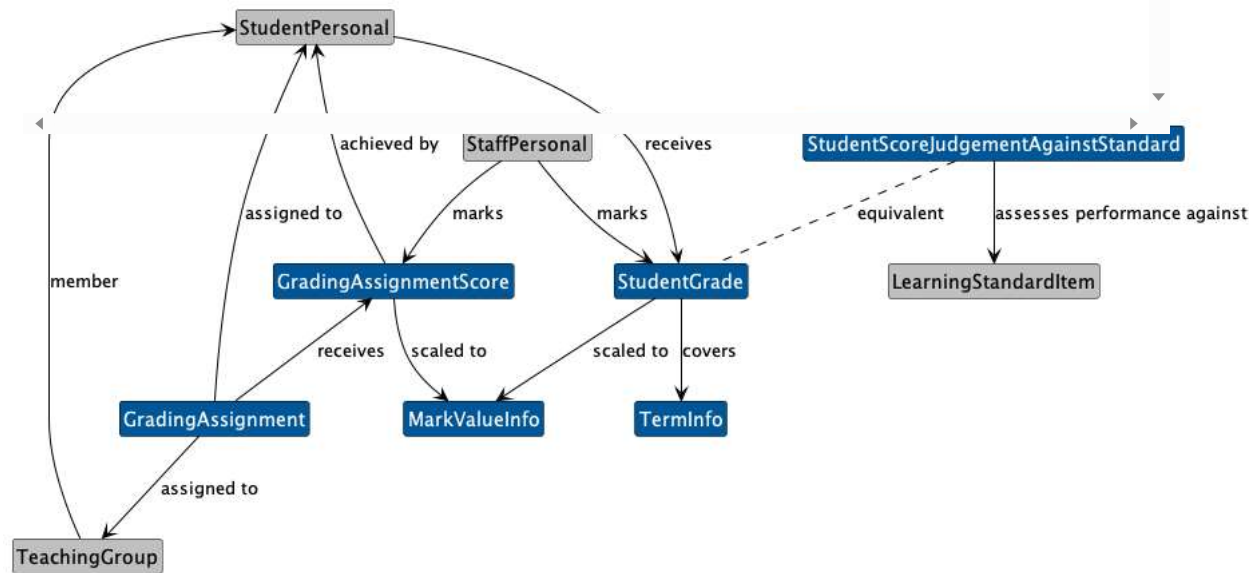 StudentPersonal
achieved by
StaffPersonal
receives
StudentScoreJudgementAgainstStandard
assigned to
marks
marks
equivalent
assesses performance against
member
GradingAssignmentScore
StudentGrade
LearningStandardItem
receives
scaled to
scaled to
covers
GradingAssignment
MarkValueInfo
TermInfo
assigned to
TeachingGroup